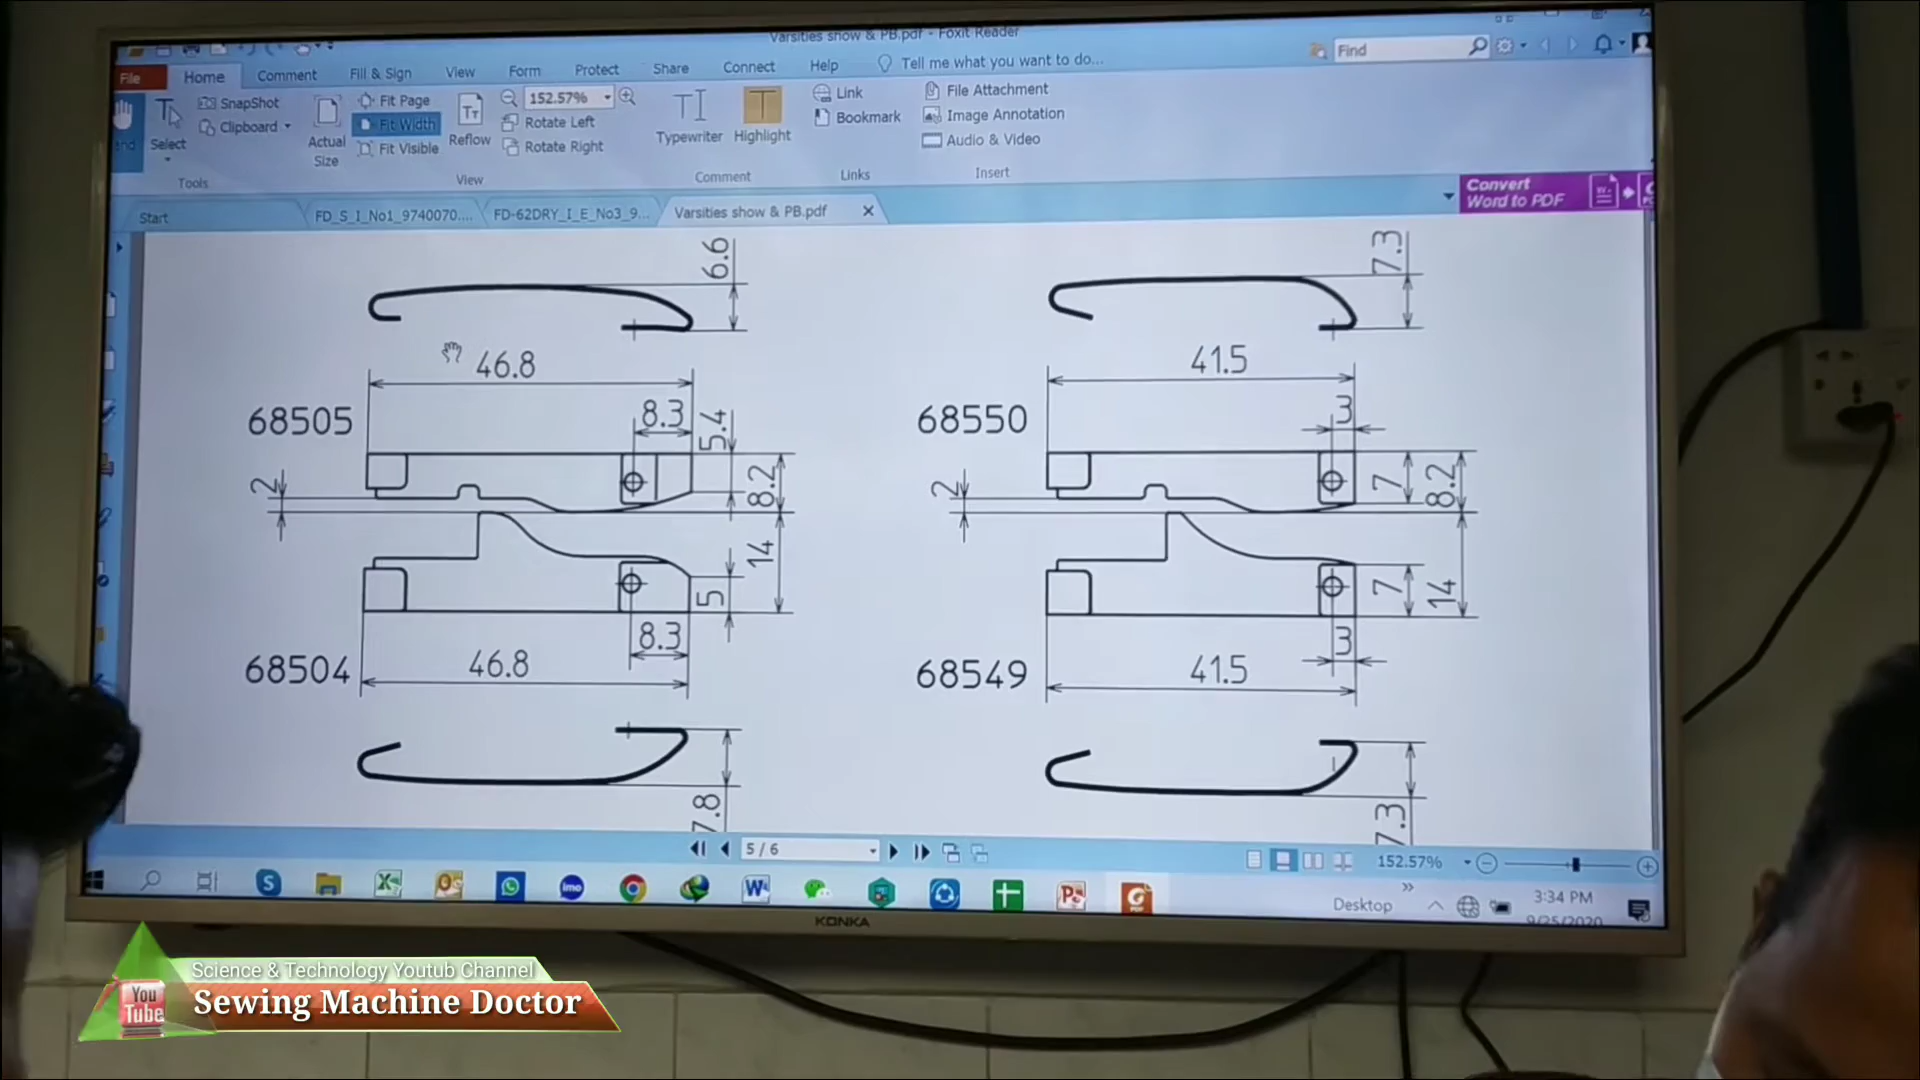 Varsities show & PB.pdf - Foxit Reader
File Home Comment Fill & Sign View Form Protect Share Connect Help Tell me what you want to do... Find
Select
SnapShot
Clipboard
Tools
Actual Size
Fit Page
Fit Width
Fit Visible
Reflow
152.57%
Rotate Left
Rotate Right
View
Typewriter
Highlight
Comment
Link
Bookmark
Links
File Attachment
Image Annotation
Audio & Video
Insert
Convert
Word to PDF
Start FD_S_I_No1_9740070.... FD-62DRY_I_E_No3_9... Varsities show & PB.pdf
6.6
46.8
68505
8.3
5.4
2
8.2
14
5
8.3
68504
46.8
7.8
7.3
41.5
68550
3
2
7
8.2
7
14
3
68549
41.5
7.3
5 / 6
152.57%
Desktop
3:34 PM
9/25/2020
KONKA
Science & Technology Youtub Channel
You
Tube
Sewing Machine Doctor